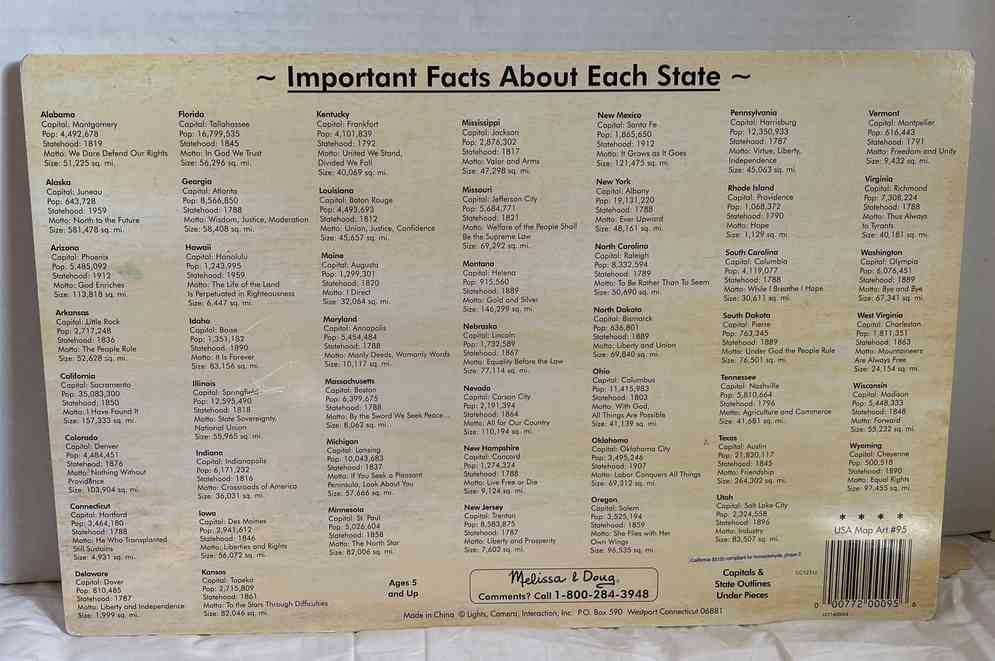 ~ Important Facts About Each State ~
Alabama
Capital: Montgomery
Pop: 4,492,678
Statehood: 1819
Motto: We Dare Defend Our Rights
Size: 51,225 sq. mi.
Alaska
Capital: Juneau
Pop: 643,728
Statehood: 1959
Motto: North to the Future
Size: 581,478 sq. mi.
Arizona
Capital: Phoenix
Pop: 5,485,092
Statehood: 1912
Motto: God Enriches
Size: 113,818 sq. mi.
Arkansas
Capital: Little Rock
Pop: 2,717,248
Statehood: 1836
Motto: The People Rule
Size: 52,628 sq. mi.
California
Capital: Sacramento
Pop: 35,083,300
Statehood: 1850
Motto: I Have Found It
Size: 157,333 sq. mi.
Colorado
Capital: Denver
Pop: 4,484,451
Statehood: 1876
Motto: Nothing Without
Providence
Size: 103,904 sq. mi.
Connecticut
Capital: Hartford
Pop: 3,464,180
Statehood: 1788
Motto: He Who Transplanted
Still Sustains
Size: 4,931 sq. mi.
Delaware
Capital: Dover
Pop: 810,485
Statehood: 1787
Motto: Liberty and Independence
Size: 1,999 sq. mi.
Florida
Capital: Tallahassee
Pop: 16,799,535
Statehood: 1845
Motto: In God We Trust
Size: 56,296 sq. mi.
Georgia
Capital: Atlanta
Pop: 8,566,850
Statehood: 1788
Motto: Wisdom, Justice, Moderation
Size: 58,408 sq. mi.
Hawaii
Capital: Honolulu
Pop: 1,243,995
Statehood: 1959
Motto: The Life of the Land
Is Perpetuated in Righteousness
Size: 6,447 sq. mi.
Idaho
Capital: Boise
Pop: 1,351,182
Statehood: 1890
Motto: It Is Forever
Size: 83,156 sq. mi.
Illinois
Capital: Springfield
Pop: 12,595,490
Statehood: 1818
Motto: State Sovereignty,
National Union
Size: 55,965 sq. mi.
Indiana
Capital: Indianapolis
Pop: 6,171,232
Statehood: 1816
Motto: Crossroads of America
Size: 36,031 sq. mi.
Iowa
Capital: Des Moines
Pop: 2,941,612
Statehood: 1846
Motto: Liberties and Rights
Size: 56,072 sq. mi.
Kansas
Capital: Topeka
Pop: 2,715,809
Statehood: 1861
Motto: To the Stars Through Difficulties
Size: 82,046 sq. mi.
Kentucky
Capital: Frankfort
Pop: 4,101,839
Statehood: 1792
Motto: United We Stand,
Divided We Fall
Size: 40,069 sq. mi.
Louisiana
Capital: Baton Rouge
Pop: 4,493,693
Statehood: 1812
Motto: Union, Justice, Confidence
Size: 45,657 sq. mi.
Maine
Capital: Augusta
Pop: 1,299,301
Statehood: 1820
Motto: I Direct
Size: 32,064 sq. mi.
Maryland
Capital: Annapolis
Pop: 5,454,484
Statehood: 1788
Motto: Manly Deeds, Womanly Words
Size: 10,117 sq. mi.
Massachusetts
Capital: Boston
Pop: 6,399,675
Statehood: 1788
Motto: By the Sword We Seek Peace...
Size: 8,062 sq. mi.
Michigan
Capital: Lansing
Pop: 10,043,683
Statehood: 1837
Motto: If You Seek a Pleasant
Peninsula, Look About You
Size: 57,666 sq. mi.
Minnesota
Capital: St. Paul
Pop: 5,026,604
Statehood: 1858
Motto: The North Star
Size: 82,006 sq. mi.
Mississippi
Capital: Jackson
Pop: 2,876,302
Statehood: 1817
Motto: Valor and Arms
Size: 47,298 sq. mi.
Missouri
Capital: Jefferson City
Pop: 5,684,771
Statehood: 1821
Motto: Welfare of the People Shall
Be the Supreme Law
Size: 69,292 sq. mi.
Montana
Capital: Helena
Pop: 915,560
Statehood: 1889
Motto: Gold and Silver
Size: 146,299 sq. mi.
Nebraska
Capital: Lincoln
Pop: 1,732,589
Statehood: 1867
Motto: Equality Before the Law
Size: 77,114 sq. mi.
Nevada
Capital: Carson City
Pop: 2,191,394
Statehood: 1864
Motto: All for Our Country
Size: 110,194 sq. mi.
New Hampshire
Capital: Concord
Pop: 1,274,324
Statehood: 1788
Motto: Live Free or Die
Size: 9,124 sq. mi.
New Jersey
Capital: Trenton
Pop: 8,583,875
Statehood: 1787
Motto: Liberty and Prosperity
Size: 7,602 sq. mi.
New Mexico
Capital: Santa Fe
Pop: 1,865,650
Statehood: 1912
Motto: It Grows as It Goes
Size: 121,475 sq. mi.
New York
Capital: Albany
Pop: 19,131,220
Statehood: 1788
Motto: Ever Upward
Size: 48,161 sq. mi.
North Carolina
Capital: Raleigh
Pop: 8,332,594
Statehood: 1789
Motto: To Be Rather Than To Seem
Size: 50,690 sq. mi.
North Dakota
Capital: Bismarck
Pop: 636,801
Statehood: 1889
Motto: Liberty and Union
Size: 69,840 sq. mi.
Ohio
Capital: Columbus
Pop: 11,415,983
Statehood: 1803
Motto: With God,
All Things Are Possible
Size: 41,139 sq. mi.
Oklahoma
Capital: Oklahoma City
Pop: 3,495,246
Statehood: 1907
Motto: Labor Conquers All Things
Size: 69,312 sq. mi.
Oregon
Capital: Salem
Pop: 3,525,194
Statehood: 1859
Motto: She Flies with Her
Own Wings
Size: 96,535 sq. mi.
Pennsylvania
Capital: Harrisburg
Pop: 12,350,933
Statehood: 1787
Motto: Virtue, Liberty,
Independence
Size: 45,063 sq. mi.
Rhode Island
Capital: Providence
Pop: 1,068,372
Statehood: 1790
Motto: Hope
Size: 1,129 sq. mi.
South Carolina
Capital: Columbia
Pop: 4,119,077
Statehood: 1788
Motto: While I Breathe I Hope
Size: 30,611 sq. mi.
South Dakota
Capital: Pierre
Pop: 763,345
Statehood: 1889
Motto: Under God the People Rule
Size: 76,501 sq. mi.
Tennessee
Capital: Nashville
Pop: 5,810,664
Statehood: 1796
Motto: Agriculture and Commerce
Size: 41,681 sq. mi.
Texas
Capital: Austin
Pop: 21,820,117
Statehood: 1845
Motto: Friendship
Size: 264,302 sq. mi.
Utah
Capital: Salt Lake City
Pop: 2,324,558
Statehood: 1896
Motto: Industry
Size: 83,507 sq. mi.
Vermont
Capital: Montpelier
Pop: 616,443
Statehood: 1791
Motto: Freedom and Unity
Size: 9,432 sq. mi.
Virginia
Capital: Richmond
Pop: 7,308,224
Statehood: 1788
Motto: Thus Always
to Tyrants
Size: 40,181 sq. mi.
Washington
Capital: Olympia
Pop: 6,076,451
Statehood: 1889
Motto: Bye and Bye
Size: 67,341 sq. mi.
West Virginia
Capital: Charleston
Pop: 1,811,351
Statehood: 1863
Motto: Mountaineers
Are Always Free
Size: 24,154 sq. mi.
Wisconsin
Capital: Madison
Pop: 5,448,333
Statehood: 1848
Motto: Forward
Size: 55,232 sq. mi.
Wyoming
Capital: Cheyenne
Pop: 500,518
Statehood: 1890
Motto: Equal Rights
Size: 97,455 sq. mi.
* * * *
USA Map Art #95
0 00772 00095 6
California 93120 compliant for formaldehyde, phase 2
Capitals &
State Outlines
Under Pieces
Ages 5
and Up
Melissa & Doug
Comments? Call 1-800-284-3948
Made in China © Lights, Camera, Interaction, Inc. P.O. Box 590 Westport Connecticut 06881